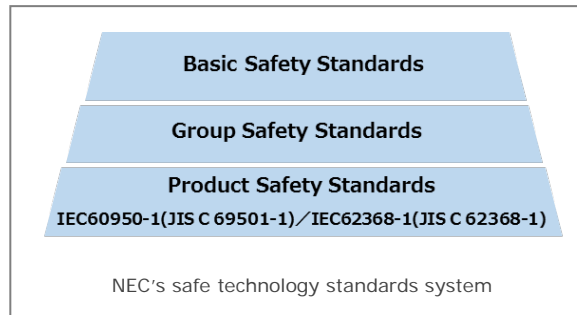 Basic Safety Standards
Group Safety Standards
Product Safety Standards
IEC60950-1(JIS C 69501-1)／IEC62368-1(JIS C 62368-1)
NEC's safe technology standards system